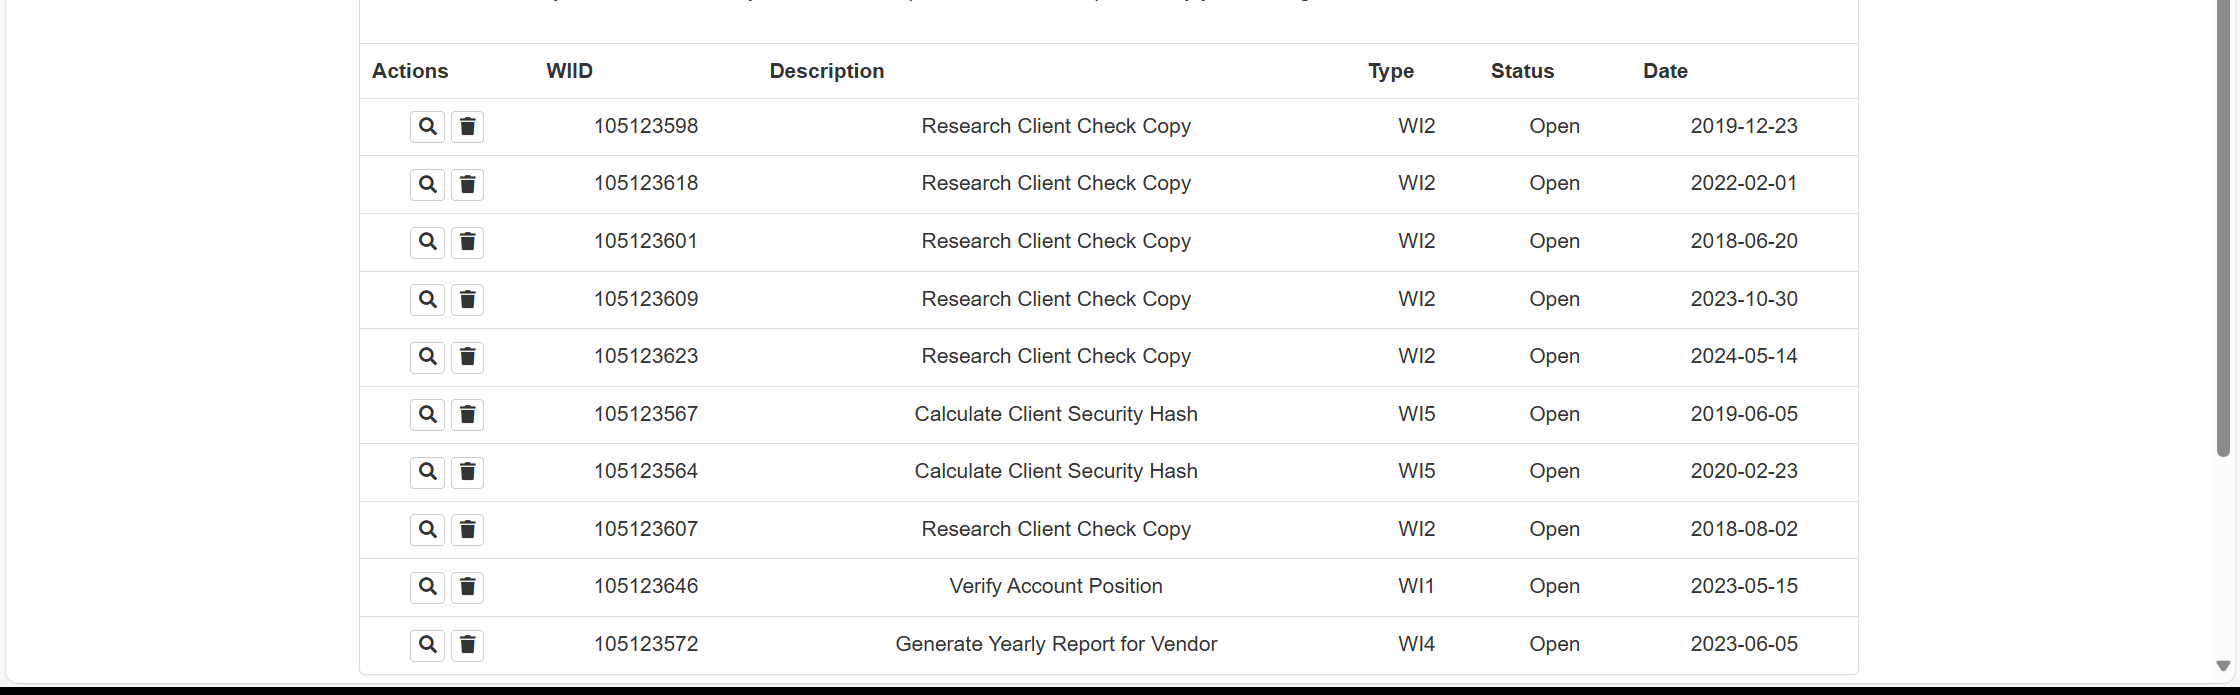 Actions WIID Description Type Status Date
105123598 Research Client Check Copy WI2 Open 2019-12-23
105123618 Research Client Check Copy WI2 Open 2022-02-01
105123601 Research Client Check Copy WI2 Open 2018-06-20
105123609 Research Client Check Copy WI2 Open 2023-10-30
105123623 Research Client Check Copy WI2 Open 2024-05-14
105123567 Calculate Client Security Hash WI5 Open 2019-06-05
105123564 Calculate Client Security Hash WI5 Open 2020-02-23
105123607 Research Client Check Copy WI2 Open 2018-08-02
105123646 Verify Account Position WI1 Open 2023-05-15
105123572 Generate Yearly Report for Vendor WI4 Open 2023-06-05